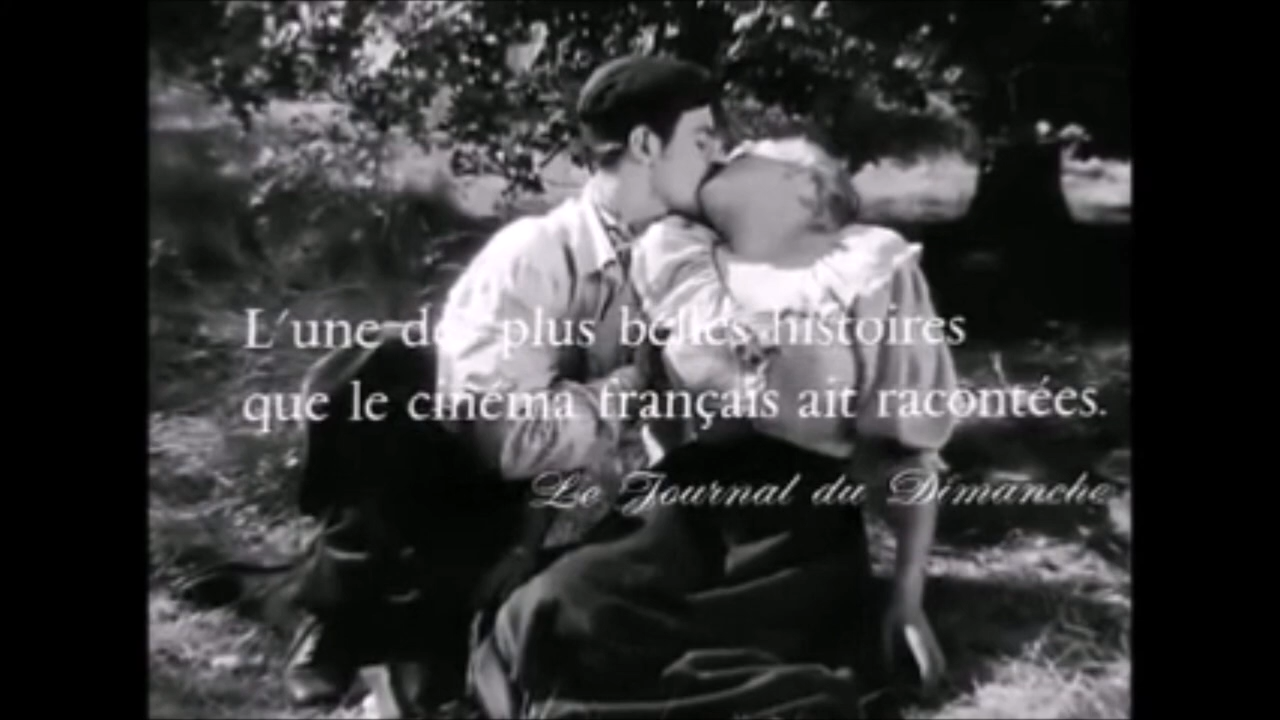 L'une des plus belles histoires
que le cinéma français ait racontées.
Le Journal du Dimanche